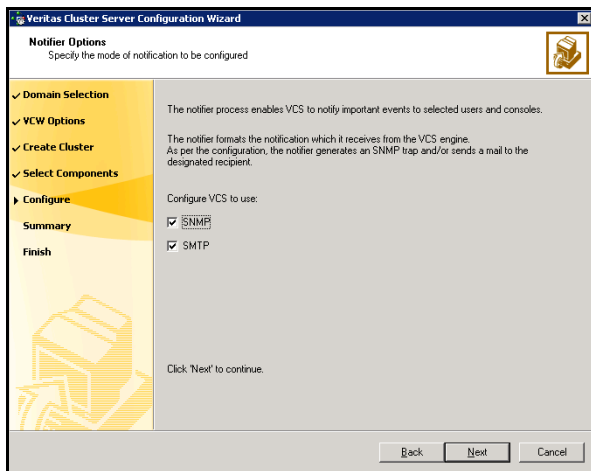 Veritas Cluster Server Configuration Wizard
Notifier Options
Specify the mode of notification to be configured
Domain Selection
VCW Options
Create Cluster
Select Components
Configure
Summary
Finish
The notifier process enables VCS to notify important events to selected users and consoles.
The notifier formats the notification which it receives from the VCS engine.
As per the configuration, the notifier generates an SNMP trap and/or sends a mail to the
designated recipient.
Configure VCS to use:
SNMP
SMTP
Click 'Next' to continue.
Back
Next
Cancel